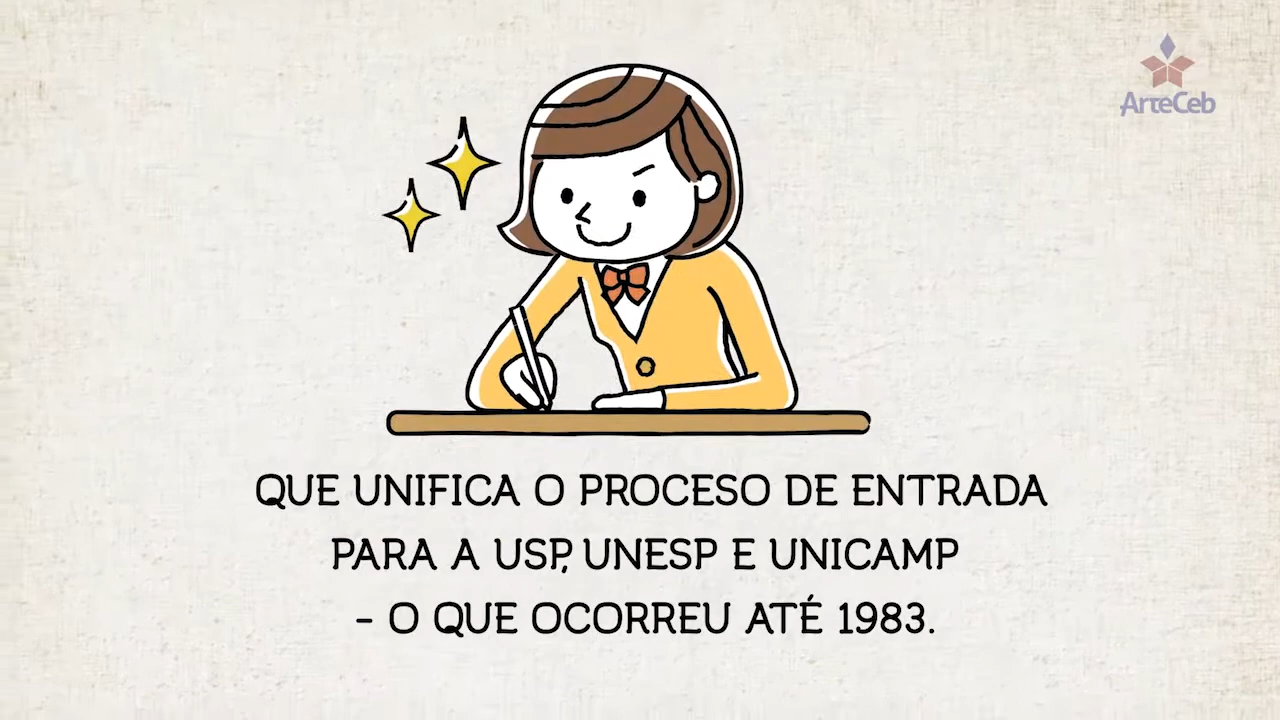 ArteCeb
QUE UNIFICA O PROCESO DE ENTRADA
PARA A USP, UNESP E UNICAMP
- O QUE OCORREU ATÉ 1983.